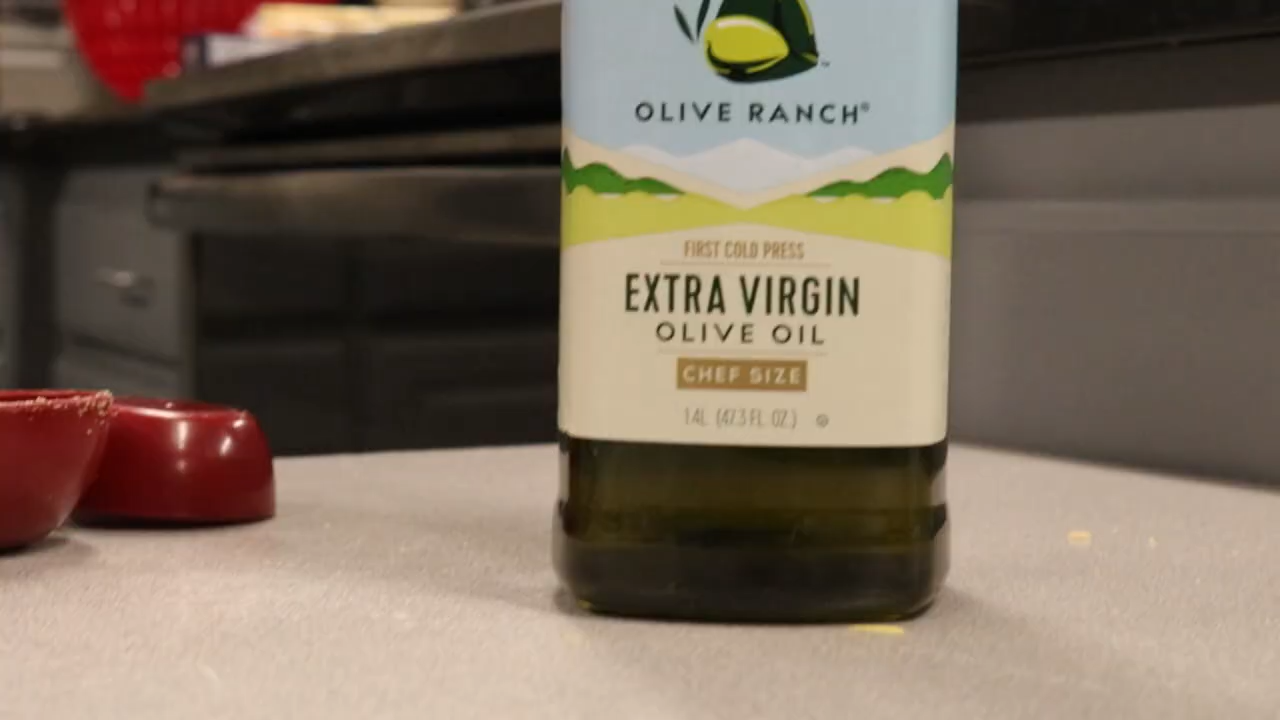 OLIVE RANCH®
FIRST COLD PRESS
EXTRA VIRGIN
OLIVE OIL
CHEF SIZE
1.4L (47.3 FL. OZ.)